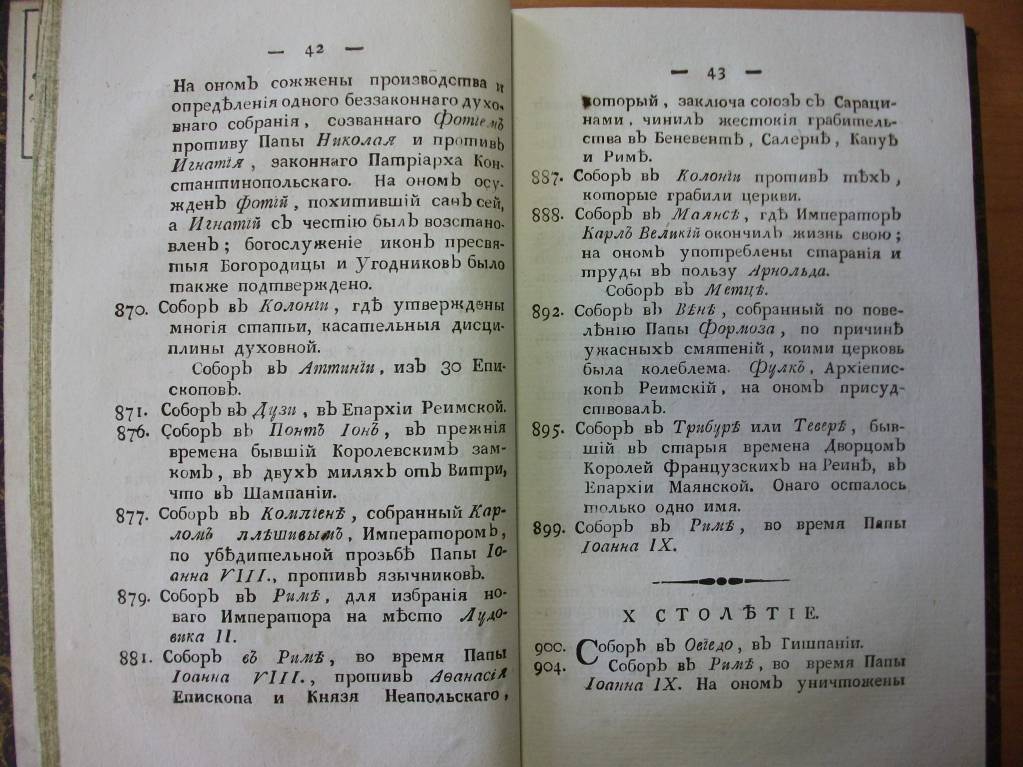 — 42 —
На ономъ сожжены производства и
опредѣленія одного беззаконнаго духо-
внаго собранія, созваннаго Фотіемъ
противу Папы Николая и противъ
Игнатія, законнаго Патріарха Кон-
стантинопольскаго. На ономъ осу-
жденъ фотій, похитившій санъ сей,
а Игнатій съ честію былъ возстано-
вленъ; богослуженіе иконъ пресвя-
тыя Богородицы и Угодниковъ было
также подтверждено.
870. Соборъ въ Колоніи, гдѣ утверждены
многія статьи, касательныя дисци-
плины духовной.
Соборъ въ Аттиніи, изъ 30 Епи-
скоповъ.
871. Соборъ въ Дузи, въ Епархіи Реимской.
876. Соборъ въ Понтъ Іонъ, въ прежнія
времена бывшій Королевскимъ зам-
комъ, въ двухъ миляхъ отъ Витри,
что въ Шампаніи.
877. Соборъ въ Компіенѣ, собранный Кар-
ломъ плѣшивымъ, Императоромъ,
по убѣдительной прозьбѣ Папы Іо-
анна VIII., противъ язычниковъ.
879. Соборъ въ Римѣ, для избранія но-
ваго Императора на мѣсто Лудо-
вика II.
881. Соборъ въ Римѣ, во время Папы
Іоанна VIII., противъ Аѳанасія
Епископа и Князя Неапольскаго,
— 43 —
который, заключа союзъ съ Сараци-
нами, чинилъ жестокія грабитель-
ства въ Беневентѣ, Салернѣ, Капуѣ
и Римѣ.
887. Соборъ въ Колоніи противъ тѣхъ,
которые грабили церкви.
888. Соборъ въ Маянсѣ, гдѣ Императоръ
Карлъ Великій окончилъ жизнь свою;
на ономъ употреблены старанія и
труды въ пользу Арнольда.
Соборъ въ Метцѣ.
892. Соборъ въ Вѣнѣ, собранный по пове-
лѣнію Папы Формоза, по причинѣ
ужасныхъ смятеній, коими церковь
была колеблема. Фулкъ, Архіепис-
копъ Реимскій, на ономъ присуд-
ствовалъ.
895. Соборъ въ Трибурѣ или Теверѣ, быв-
шій въ старыя времена Дворцомъ
Королей французскихъ на Реинѣ, въ
Епархіи Маянской. Онаго осталось
только одно имя.
899. Соборъ въ Римѣ, во время Папы
Іоанна IX.
X СТОЛѢТІЕ.
900. Соборъ въ Овіедо, въ Гишпаніи.
904. Соборъ въ Римѣ, во время Папы
Іоанна IX. На ономъ уничтожены